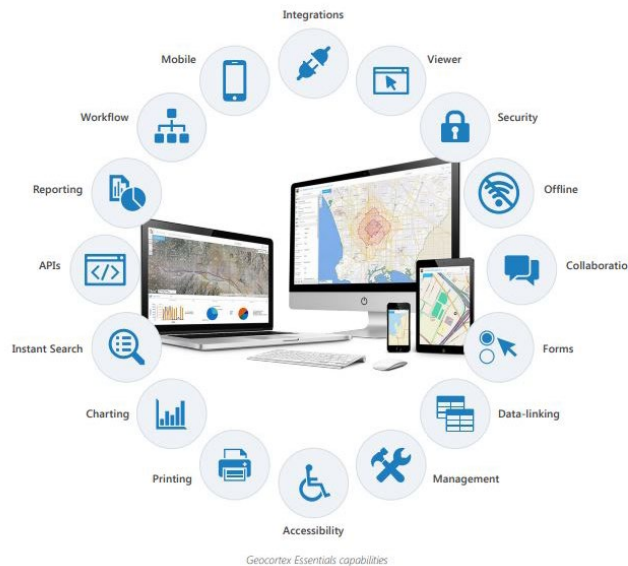 Integrations
Mobile
Viewer
Workflow
Security
Reporting
Offline
APIs
Collaboratio
Instant Search
Forms
Charting
Data-linking
Printing
Management
Accessibility
Geocortex Essentials capabilities